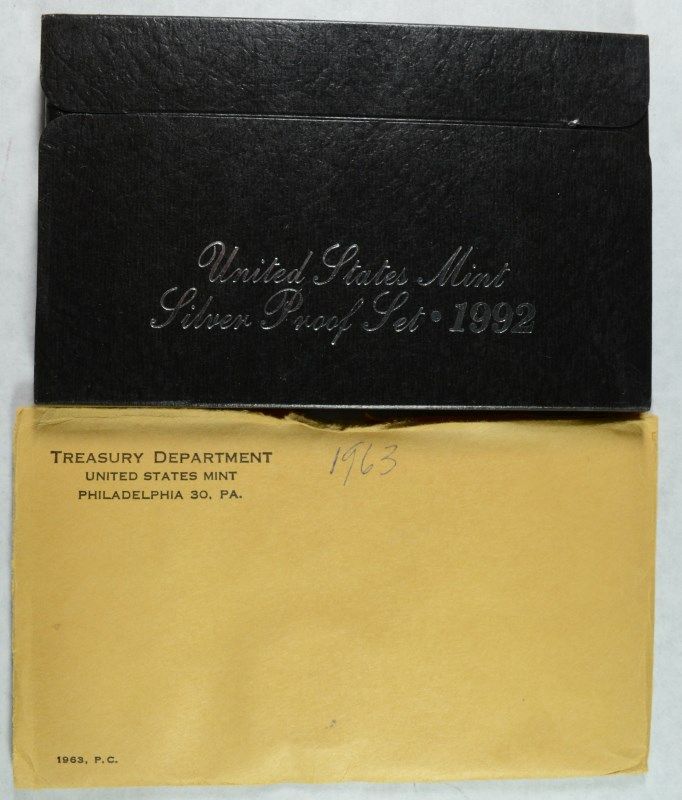 United States Mint
Silver Proof Set • 1992
TREASURY DEPARTMENT
UNITED STATES MINT
PHILADELPHIA 30, PA.
1963
1963, P.C.